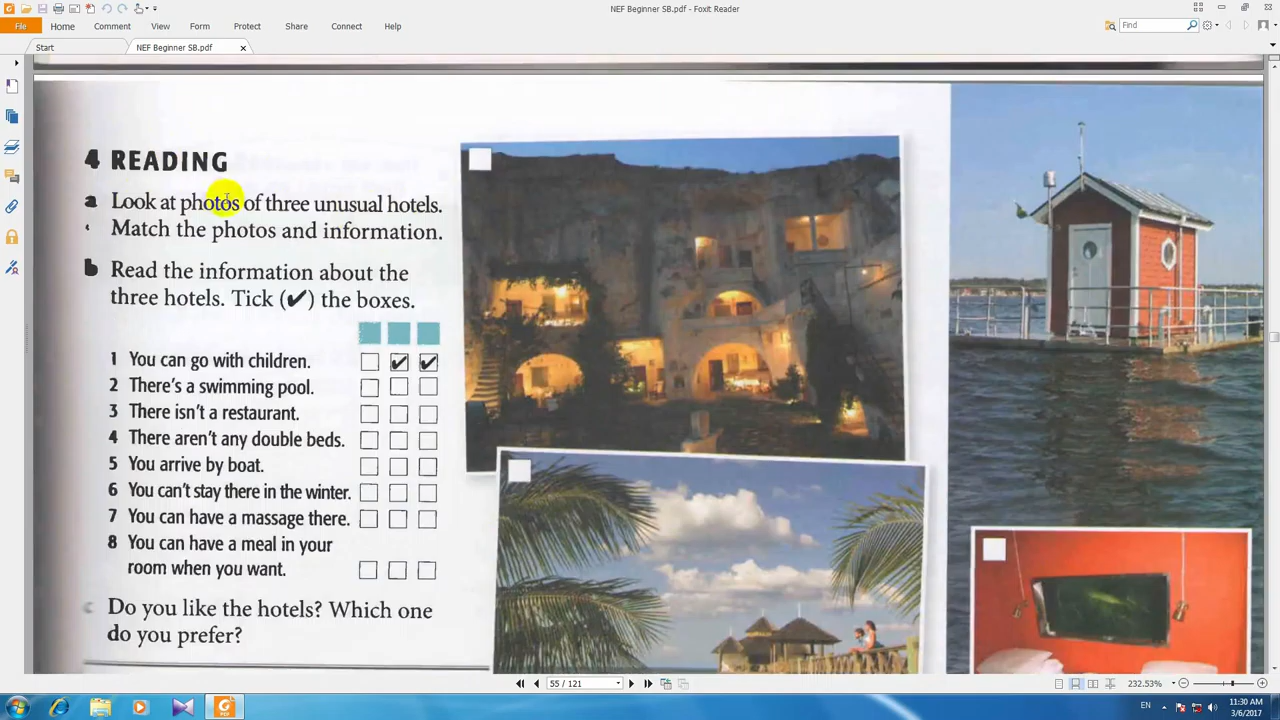 NEF Beginner SB.pdf - Foxit Reader
File
Home
Comment
View
Form
Protect
Share
Connect
Help
Find
Start
NEF Beginner SB.pdf
4 READING
a Look at photos of three unusual hotels.
Match the photos and information.
b Read the information about the
three hotels. Tick (✔) the boxes.
1 You can go with children.
2 There's a swimming pool.
3 There isn't a restaurant.
4 There aren't any double beds.
5 You arrive by boat.
6 You can't stay there in the winter.
7 You can have a massage there.
8 You can have a meal in your
room when you want.
c Do you like the hotels? Which one
do you prefer?
55 / 121
232.53%
EN
11:30 AM
3/6/2017